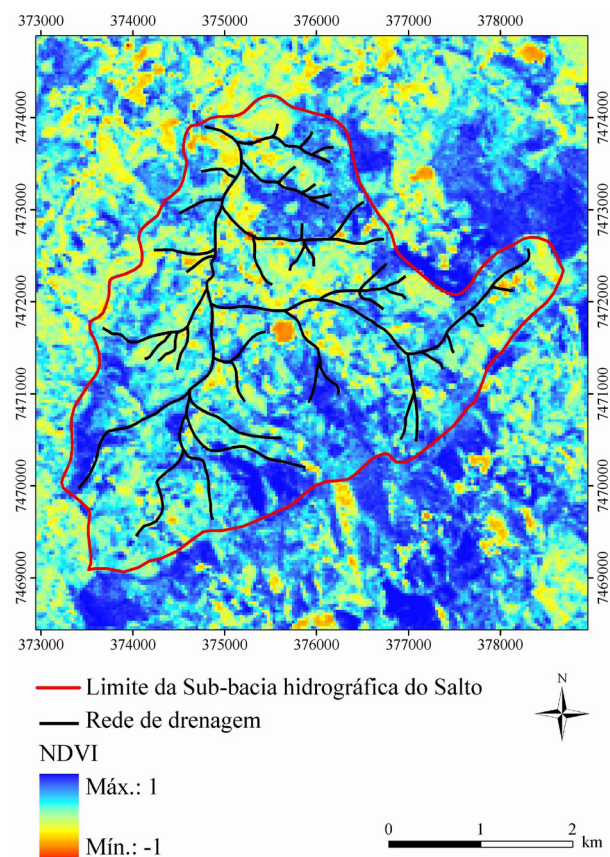 373000 374000 375000 376000 377000 378000
7474000 7474000
7473000 7473000
7472000 7472000
7471000 7471000
7470000 7470000
7469000 7469000
373000 374000 375000 376000 377000 378000
Limite da Sub-bacia hidrográfica do Salto
N
Rede de drenagem
NDVI
Máx.: 1
Mín.: -1
0 1 2
km